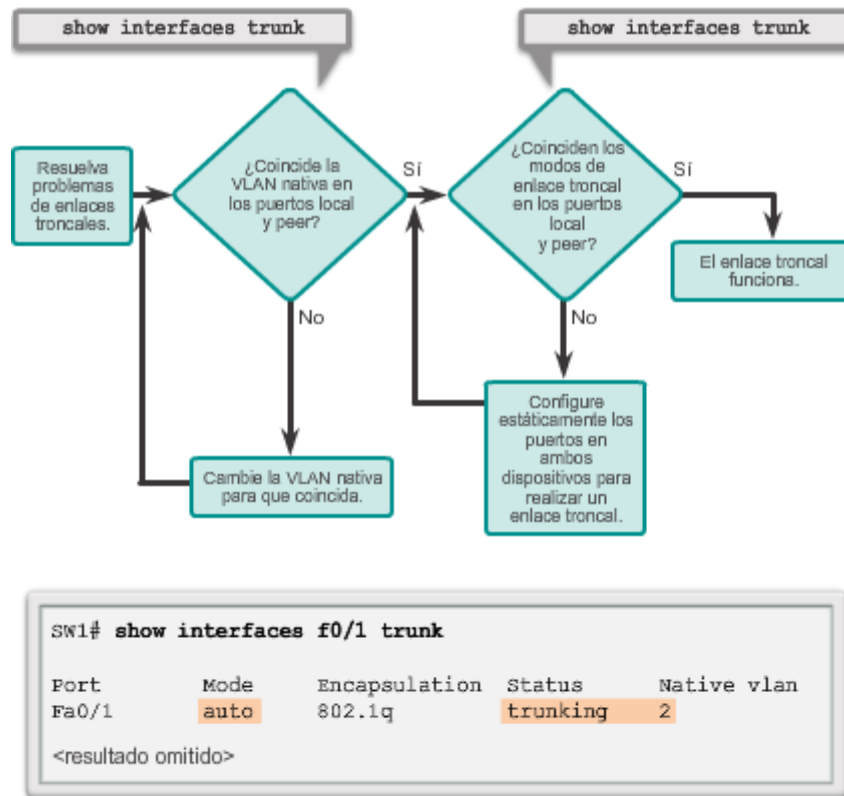 show interfaces trunk
show interfaces trunk
Resuelva
problemas
de enlaces
troncales.
¿Coincide la
VLAN nativa en
los puertos local
y peer?
Sí
¿Coinciden los
modos de
enlace troncal
en los puertos
local
y peer?
Sí
El enlace troncal
funciona.
No
No
Cambie la VLAN nativa
para que coincida.
Configure
estáticamente los
puertos en
ambos
dispositivos para
realizar un
enlace troncal.
SW1# show interfaces f0/1 trunk
Port Mode Encapsulation Status Native vlan
Fa0/1 auto 802.1q trunking 2
<resultado omitido>